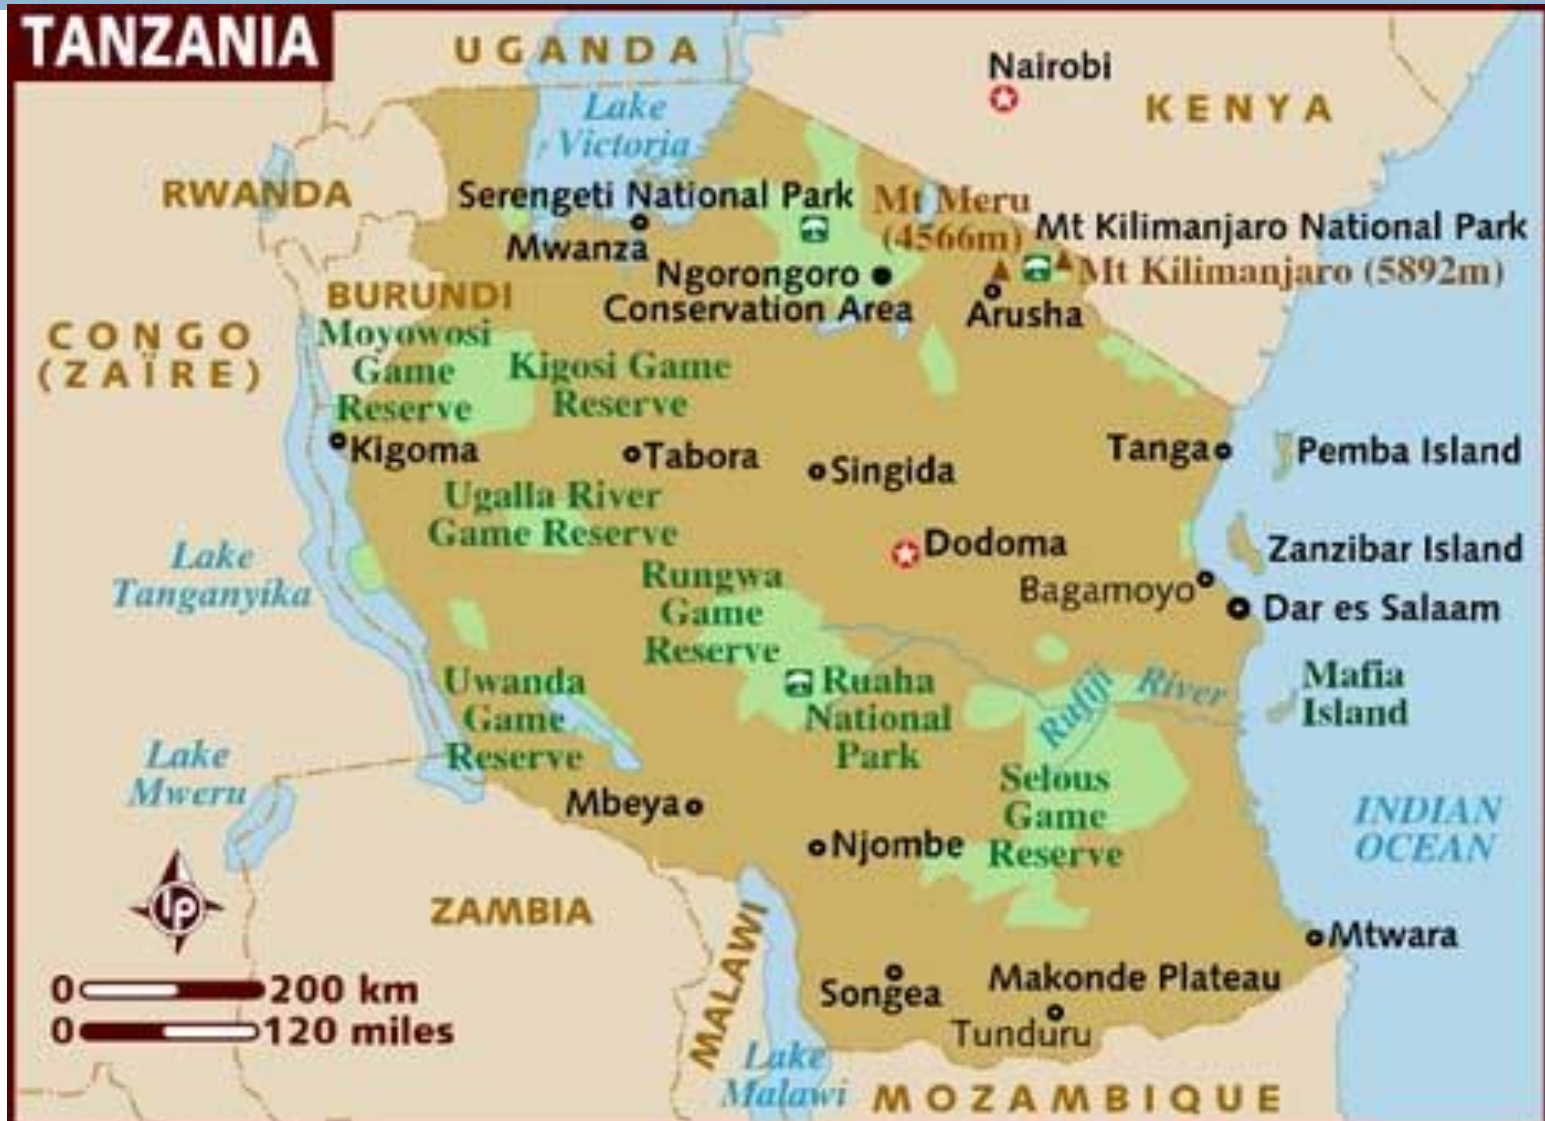 TANZANIA
UGANDA
Nairobi
KENYA
Lake
Victoria
RWANDA
Serengeti National Park
Mwanza
Mt Meru
(4566m)
Mt Kilimanjaro National Park
Mt Kilimanjaro (5892m)
Ngorongoro
Conservation Area
Arusha
BURUNDI
CONGO
(ZAÏRE)
Moyowosi
Game
Reserve
Kigosi Game
Reserve
Kigoma
Tabora
Singida
Tanga
Pemba Island
Ugalla River
Game Reserve
Dodoma
Zanzibar Island
Lake
Tanganyika
Rungwa
Game
Reserve
Bagamoyo
Dar es Salaam
Uwanda
Game
Reserve
Ruaha
National
Park
Rufiji
River
Mafia
Island
Lake
Mweru
Mbeya
Selous
Game
Reserve
INDIAN
OCEAN
Njombe
lp
ZAMBIA
MALAWI
Mtwara
0 200 km
0 120 miles
Songea
Makonde Plateau
Tunduru
Lake
Malawi
MOZAMBIQUE